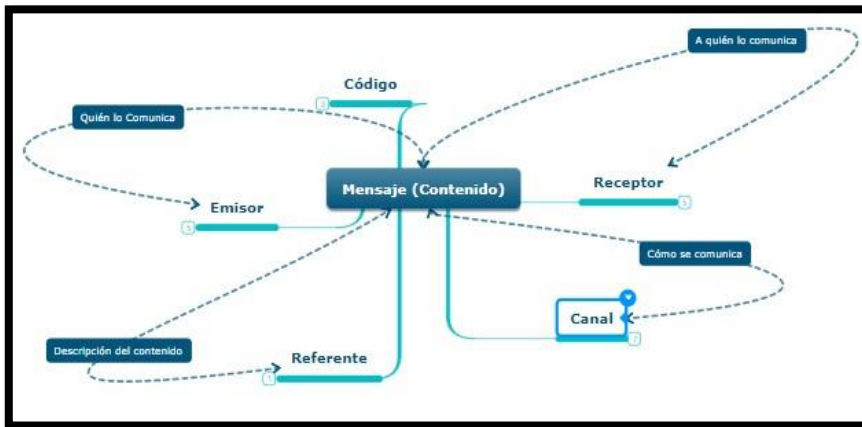 A quién lo comunica
Código
Quién lo Comunica
Mensaje (Contenido)
Receptor
Emisor
Cómo se comunica
Canal
Descripción del contenido
Referente